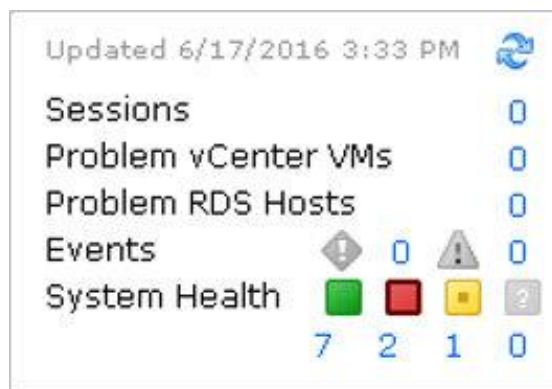 Updated 6/17/2016 3:33 PM
Sessions 0
Problem vCenter VMs 0
Problem RDS Hosts 0
Events ! 0 ! 0
System Health ?
7 2 1 0